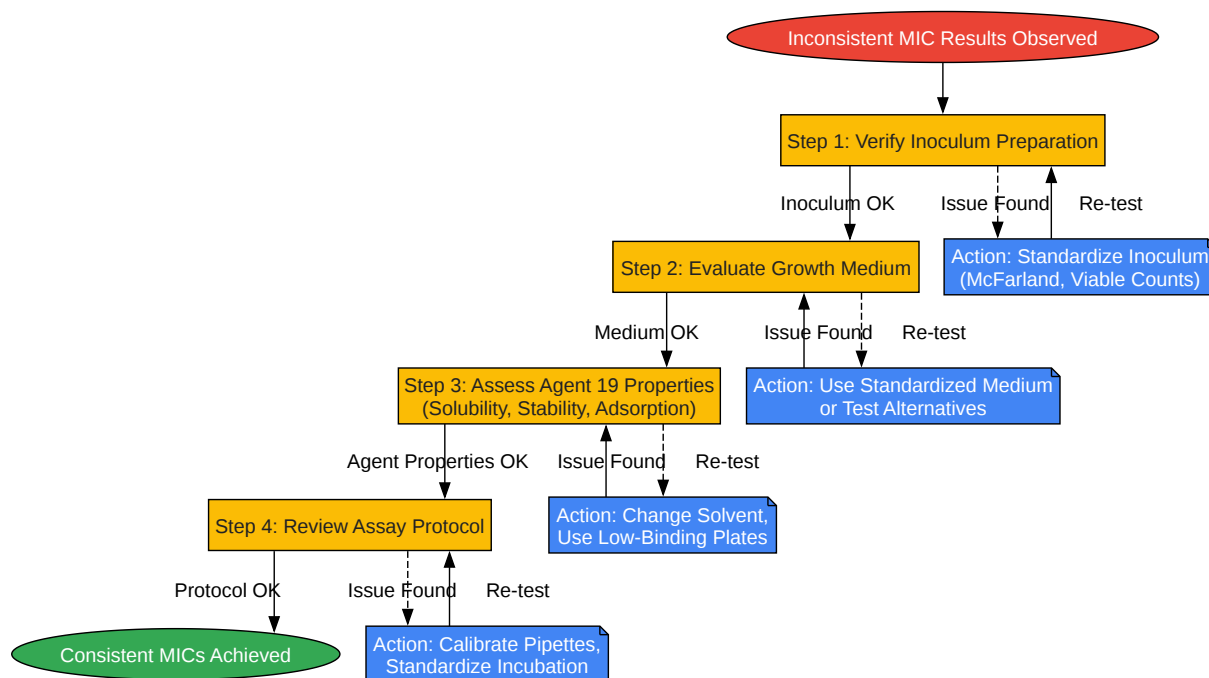 Inconsistent MIC Results Observed
Step 1: Verify Inoculum Preparation
Inoculum OK
Issue Found
Re-test
Action: Standardize Inoculum
(McFarland, Viable Counts)
Step 2: Evaluate Growth Medium
Medium OK
Issue Found
Re-test
Action: Use Standardized Medium
or Test Alternatives
Step 3: Assess Agent 19 Properties
(Solubility, Stability, Adsorption)
Agent Properties OK
Issue Found
Re-test
Action: Change Solvent,
Use Low-Binding Plates
Step 4: Review Assay Protocol
Protocol OK
Issue Found
Re-test
Action: Calibrate Pipettes,
Standardize Incubation
Consistent MICs Achieved